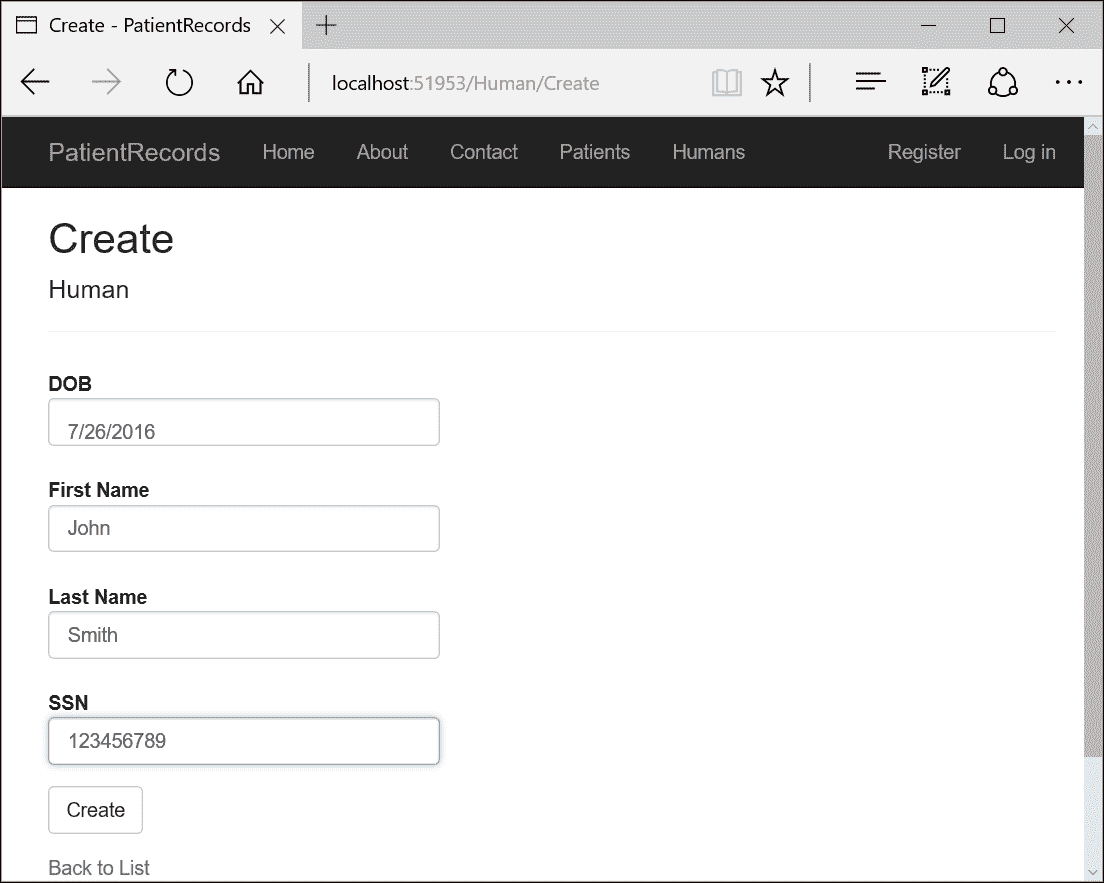 Create - PatientRecords
localhost:51953/Human/Create
PatientRecords Home About Contact Patients Humans Register Log in
Create
Human
DOB
7/26/2016
First Name
John
Last Name
Smith
SSN
123456789
Create
Back to List